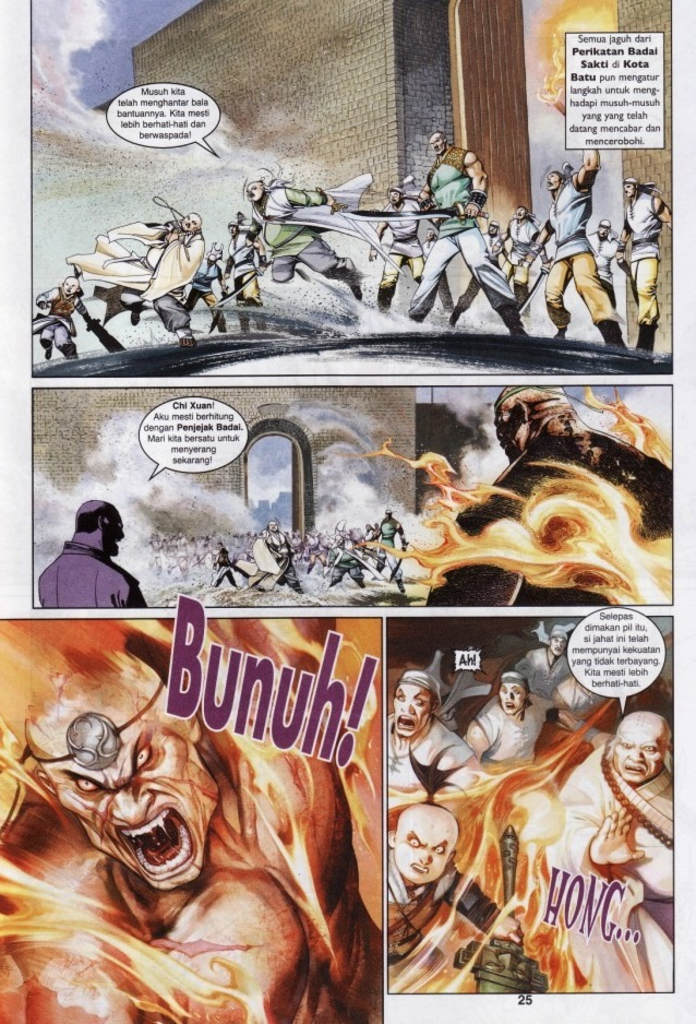 Musuh kita
telah menghantar bala
bantuannya. Kita mesti
lebih berhati-hati dan
berwaspada!
Semua jaguh dari
Perikatan Badai
Sakti di Kota
Batu pun mengatur
langkah untuk meng-
hadapi musuh-musuh
yang yang telah
datang mencabar dan
mencerobohi.
Chi Xuan!
Aku mesti berhitung
dengan Penjejak Badai.
Mari kita bersatu untuk
menyerang
sekarang!
Bunuh!
Ah!
Selepas
dimakan pil itu,
si jahat ini telah
mempunyai kekuatan
yang tidak terbayang.
Kita mesti lebih
berhati-hati.
HONG...
25